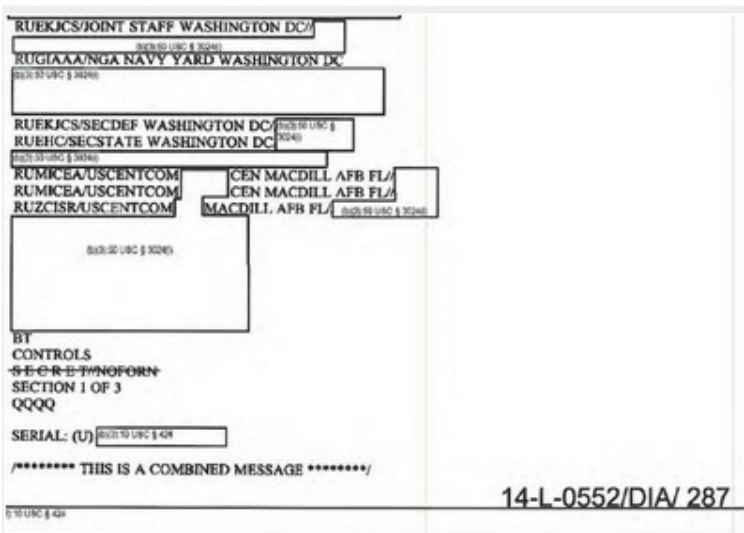 RUEKJCS/JOINT STAFF WASHINGTON DC//
(b)(3):50 USC § 3024(i)
RUGIAAA/NGA NAVY YARD WASHINGTON DC
(b)(3):50 USC § 3024(i)
RUEKJCS/SECDEF WASHINGTON DC/ (b)(3):50 USC §
RUEHC/SECSTATE WASHINGTON DC 3024(i)
(b)(3):50 USC § 3024(i)
RUMICEA/USCENTCOM CEN MACDILL AFB FL//
RUMICEA/USCENTCOM CEN MACDILL AFB FL//
RUZCISR/USCENTCOM MACDILL AFB FL/ (b)(3):50 USC § 3024(i)
(b)(3):50 USC § 3024(i)
BT
CONTROLS
S E C R E T//NOFORN
SECTION 1 OF 3
QQQQ
SERIAL: (U) (b)(3):10 USC § 424
/******** THIS IS A COMBINED MESSAGE ********/
14-L-0552/DIA/ 287
10 USC § 424